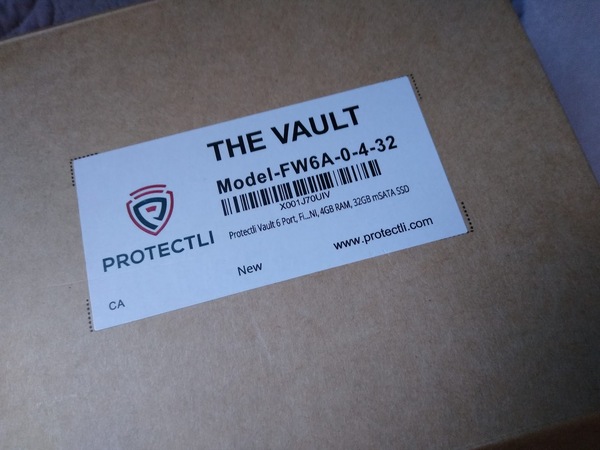 THE VAULT
Model-FW6A-0-4-32
X001J70UIV
Protectli Vault 6 Port, Fi...NI, 4GB RAM, 32GB mSATA SSD
PROTECTLI
www.protectli.com
New
CA